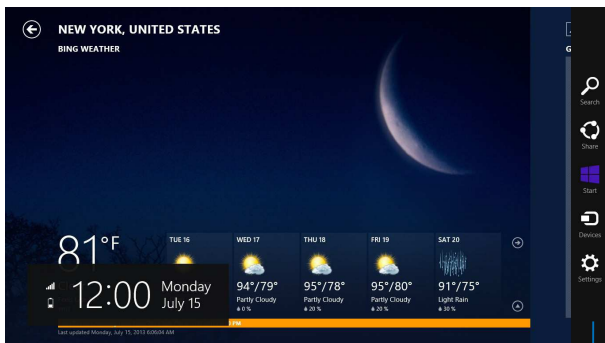 NEW YORK, UNITED STATES
BING WEATHER
G
Search
Share
Start
Devices
Settings
81°F
TUE 16
WED 17
THU 18
FRI 19
SAT 20
94°/79°
95°/78°
95°/80°
91°/75°
Partly Cloudy
Partly Cloudy
Partly Cloudy
Light Rain
0 %
20 %
20 %
30 %
12:00
Monday
July 15
PM
Last updated Monday, July 15, 2013 6:06:04 AM